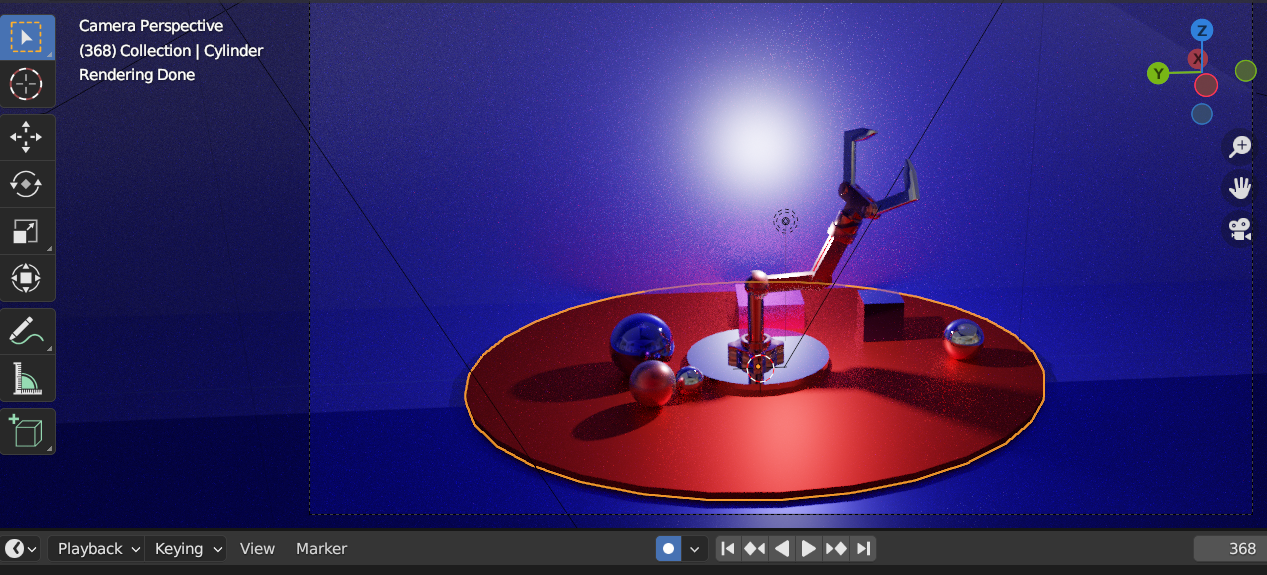 Camera Perspective
(368) Collection | Cylinder
Rendering Done
Z
X
Y
Playback Keying View Marker 368